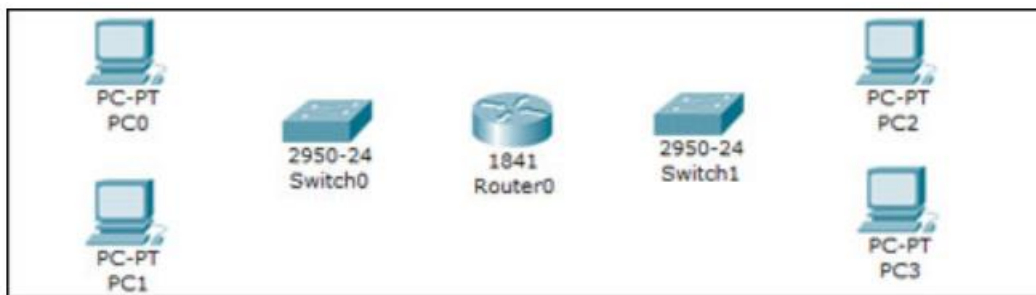 PC-PT
PC0
2950-24
Switch0
1841
Router0
2950-24
Switch1
PC-PT
PC2
PC-PT
PC1
PC-PT
PC3